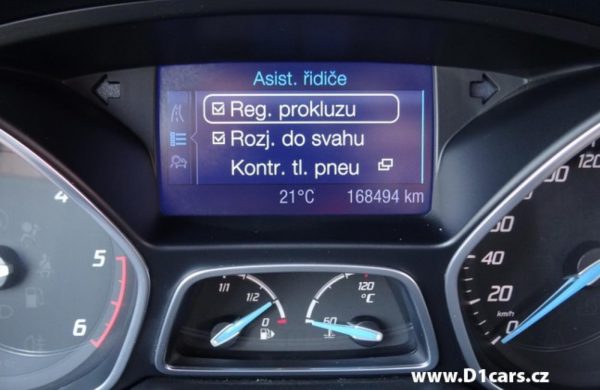 Asist. řidiče
Reg. prokluzu
Rozj. do svahu
Kontr. tl. pneu
21°C 168494 km
4
5
6
1/1
1/2
0
120
°C
60
120
100
80
60
40
20
0
km/h
www.D1cars.cz